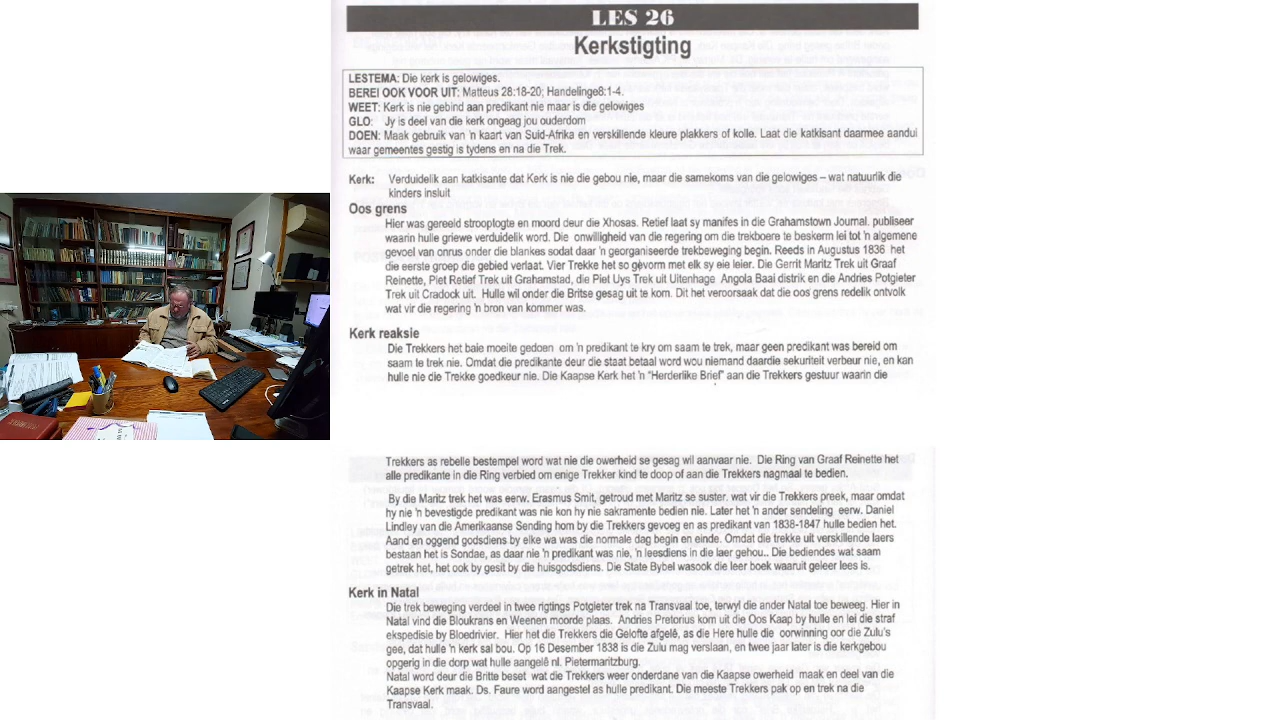 LES 26
Kerkstigting
LESTEMA: Die kerk is gelowiges.
BEREI OOK VOOR UIT: Matteus 28:18-20; Handelinge8:1-4.
WEET: Kerk is nie gebind aan predikant nie maar is die gelowiges
GLO: Jy is deel van die kerk ongeag jou ouderdom
DOEN: Maak gebruik van 'n kaart van Suid-Afrika en verskillende kleure plakkers of kolle. Laat die katkisant daarmee aandui
waar gemeentes gestig is tydens en na die Trek.
Kerk: Verduidelik aan katkisante dat Kerk is nie die gebou nie, maar die samekoms van die gelowiges – wat natuurlik die
kinders insluit
Oos grens
Hier was gereeld strooptogte en moord deur die Xhosas. Retief laat sy manifes in die Grahamstown Journal, publiseer
waarin hulle griewe verduidelik word. Die onwilligheid van die regering om die trekboere te beskerm lei tot 'n algemene
gevoel van onrus onder die blankes sodat daar 'n georganiseerde trekbeweging begin. Reeds in Augustus 1836 het
die eerste groep die gebied verlaat. Vier Trekke het so gevorm met elk sy eie leier. Die Gerrit Maritz Trek uit Graaf
Reinette, Piet Retief Trek uit Grahamstad, die Piet Uys Trek uit Uitenhage Angola Baai distrik en die Andries Potgieter
Trek uit Cradock uit. Hulle wil onder die Britse gesag uit te kom. Dit het veroorsaak dat die oos grens redelik ontvolk
wat vir die regering 'n bron van kommer was.
Kerk reaksie
Die Trekkers het baie moeite gedoen om 'n predikant te kry om saam te trek, maar geen predikant was bereid om
saam te trek nie. Omdat die predikante deur die staat betaal word wou niemand daardie sekuriteit verbeur nie, en kan
hulle nie die Trekke goedkeur nie. Die Kaapse Kerk het 'n "Herderlike Brief" aan die Trekkers gestuur waarin die
Trekkers as rebelle bestempel word wat nie die owerheid se gesag wil aanvaar nie. Die Ring van Graaf Reinette het
alle predikante in die Ring verbied om enige Trekker kind te doop of aan die Trekkers nagmaal te bedien.
By die Maritz trek het was eerw. Erasmus Smit, getroud met Maritz se suster. wat vir die Trekkers preek, maar omdat
hy nie 'n bevestigde predikant was nie kon hy nie sakramente bedien nie. Later het 'n ander sendeling eerw. Daniel
Lindley van die Amerikaanse Sending hom by die Trekkers gevoeg en as predikant van 1838-1847 hulle bedien het.
Aand en oggend godsdiens by elke wa was die normale dag begin en einde. Omdat die trekke uit verskillende laers
bestaan het is Sondae, as daar nie 'n predikant was nie, 'n leesdiens in die laer gehou.. Die bediendes wat saam
getrek het, het ook by gesit by die huisgodsdiens. Die State Bybel wasook die leer boek waaruit geleer lees is.
Kerk in Natal
Die trek beweging verdeel in twee rigtings Potgieter trek na Transvaal toe, terwyl die ander Natal toe beweeg. Hier in
Natal vind die Bloukrans en Weenen moorde plaas. Andries Pretorius kom uit die Oos Kaap by hulle en lei die straf
ekspedisie by Bloedrivier. Hier het die Trekkers die Gelofte afgelê, as die Here hulle die oorwinning oor die Zulu's
gee, dat hulle 'n kerk sal bou. Op 16 Desember 1838 is die Zulu mag verslaan, en twee jaar later is die kerkgebou
opgerig in die dorp wat hulle aangelê nl. Pietermaritzburg.
Natal word deur die Britte beset wat die Trekkers weer onderdane van die Kaapse owerheid maak en deel van die
Kaapse Kerk maak. Ds. Faure word aangestel as hulle predikant. Die meeste Trekkers pak op en trek na die
Transvaal.